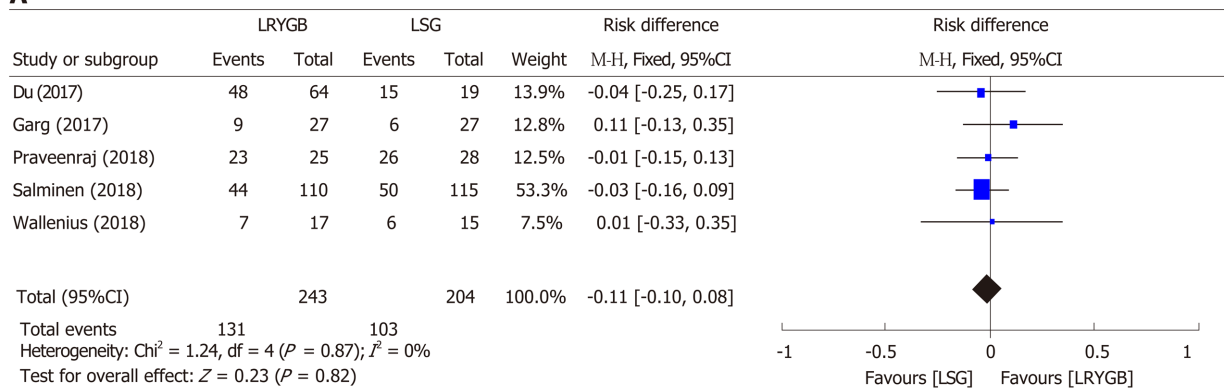 A
LRYGB LSG Risk difference Risk difference
Study or subgroup Events Total Events Total Weight M-H, Fixed, 95%CI M-H, Fixed, 95%CI
Du (2017) 48 64 15 19 13.9% -0.04 [-0.25, 0.17]
Garg (2017) 9 27 6 27 12.8% 0.11 [-0.13, 0.35]
Praveenraj (2018) 23 25 26 28 12.5% -0.01 [-0.15, 0.13]
Salminen (2018) 44 110 50 115 53.3% -0.03 [-0.16, 0.09]
Wallenius (2018) 7 17 6 15 7.5% 0.01 [-0.33, 0.35]
Total (95%CI) 243 204 100.0% -0.11 [-0.10, 0.08]
Total events 131 103
Heterogeneity: Chi² = 1.24, df = 4 (P = 0.87); I² = 0%
Test for overall effect: Z = 0.23 (P = 0.82)
-1 -0.5 0 0.5 1
Favours [LSG] Favours [LRYGB]